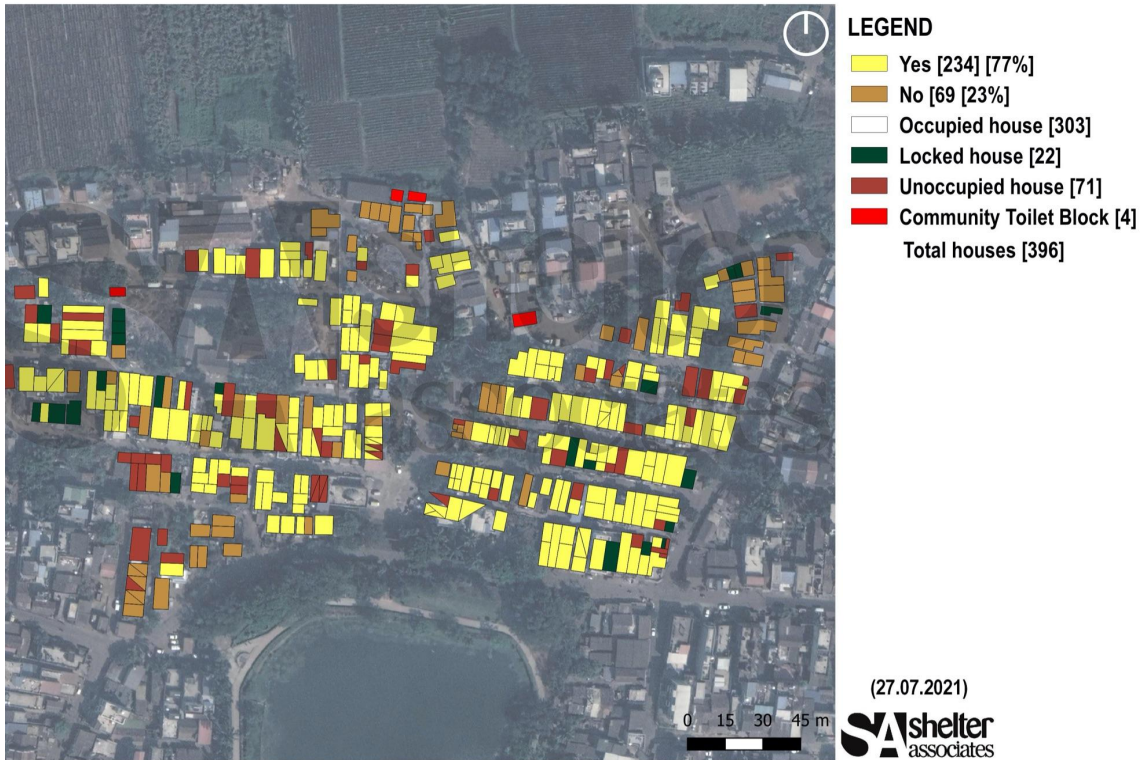 LEGEND
Yes [234] [77%]
No [69 [23%]
Occupied house [303]
Locked house [22]
Unoccupied house [71]
Community Toilet Block [4]
Total houses [396]
(27.07.2021)
0 15 30 45 m
SA shelter
associates